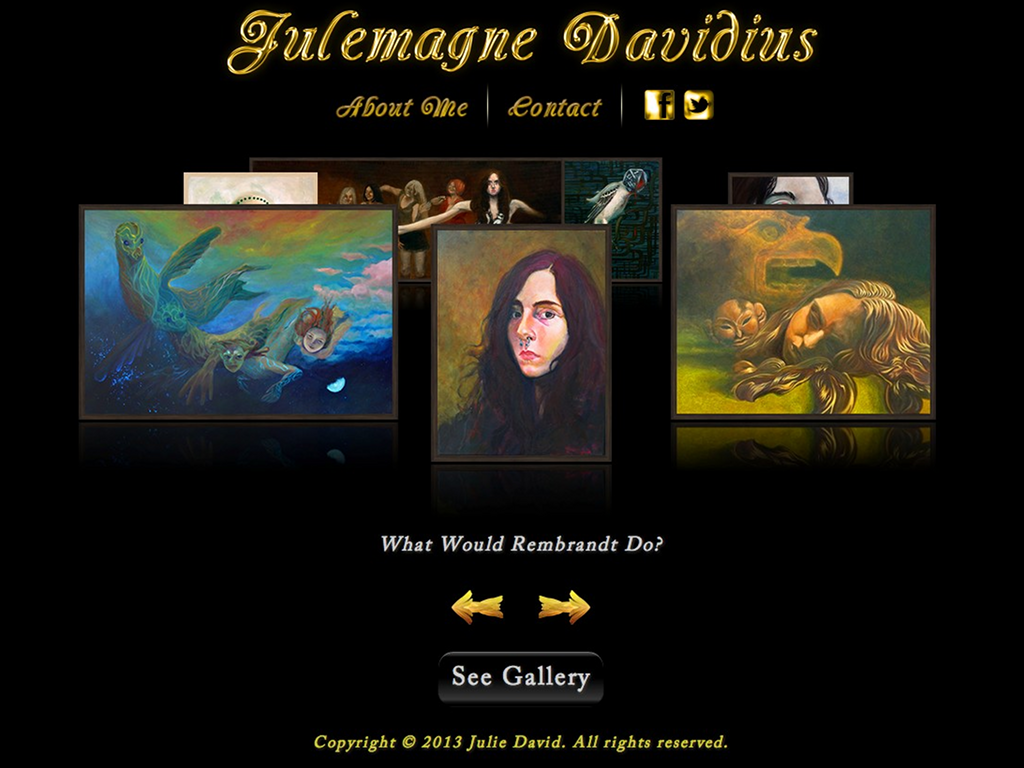 Julemagne Davidius
About Me
Contact
What Would Rembrandt Do?
See Gallery
Copyright © 2013 Julie David. All rights reserved.